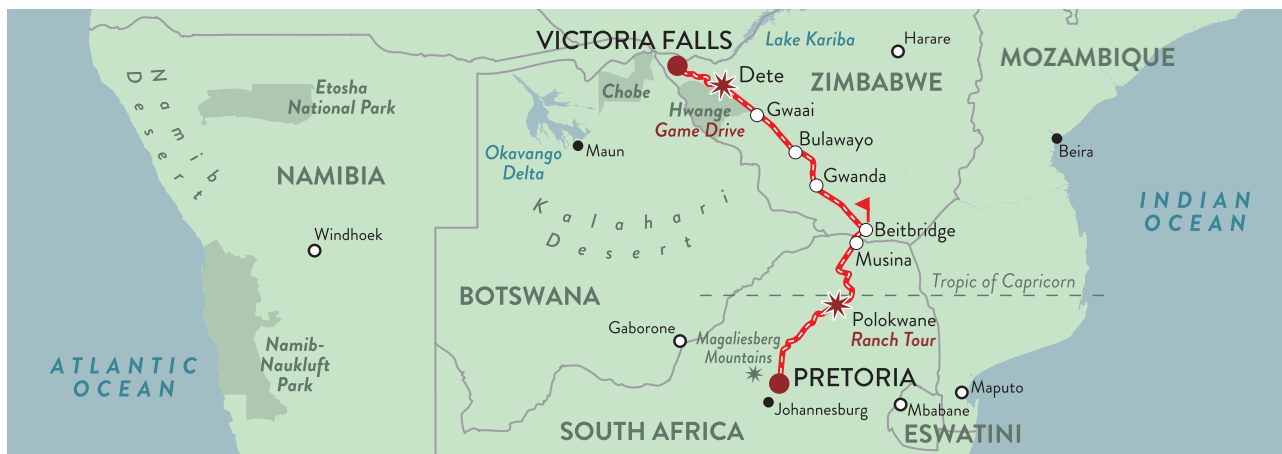 VICTORIA FALLS
Lake Kariba
Harare
MOZAMBIQUE
Namib
Desert
Etosha
National Park
Chobe
Dete
ZIMBABWE
Hwange
Game Drive
Gwaai
Okavango
Delta
Maun
Bulawayo
Beira
NAMIBIA
Gwanda
Kalahari
Desert
INDIAN
OCEAN
Windhoek
Beitbridge
Musina
BOTSWANA
Tropic of Capricorn
Gaborone
Polokwane
Ranch Tour
Magaliesberg
Mountains
Namib-
Naukluft
Park
ATLANTIC
OCEAN
PRETORIA
Maputo
Johannesburg
Mbabane
SOUTH AFRICA
ESWATINI